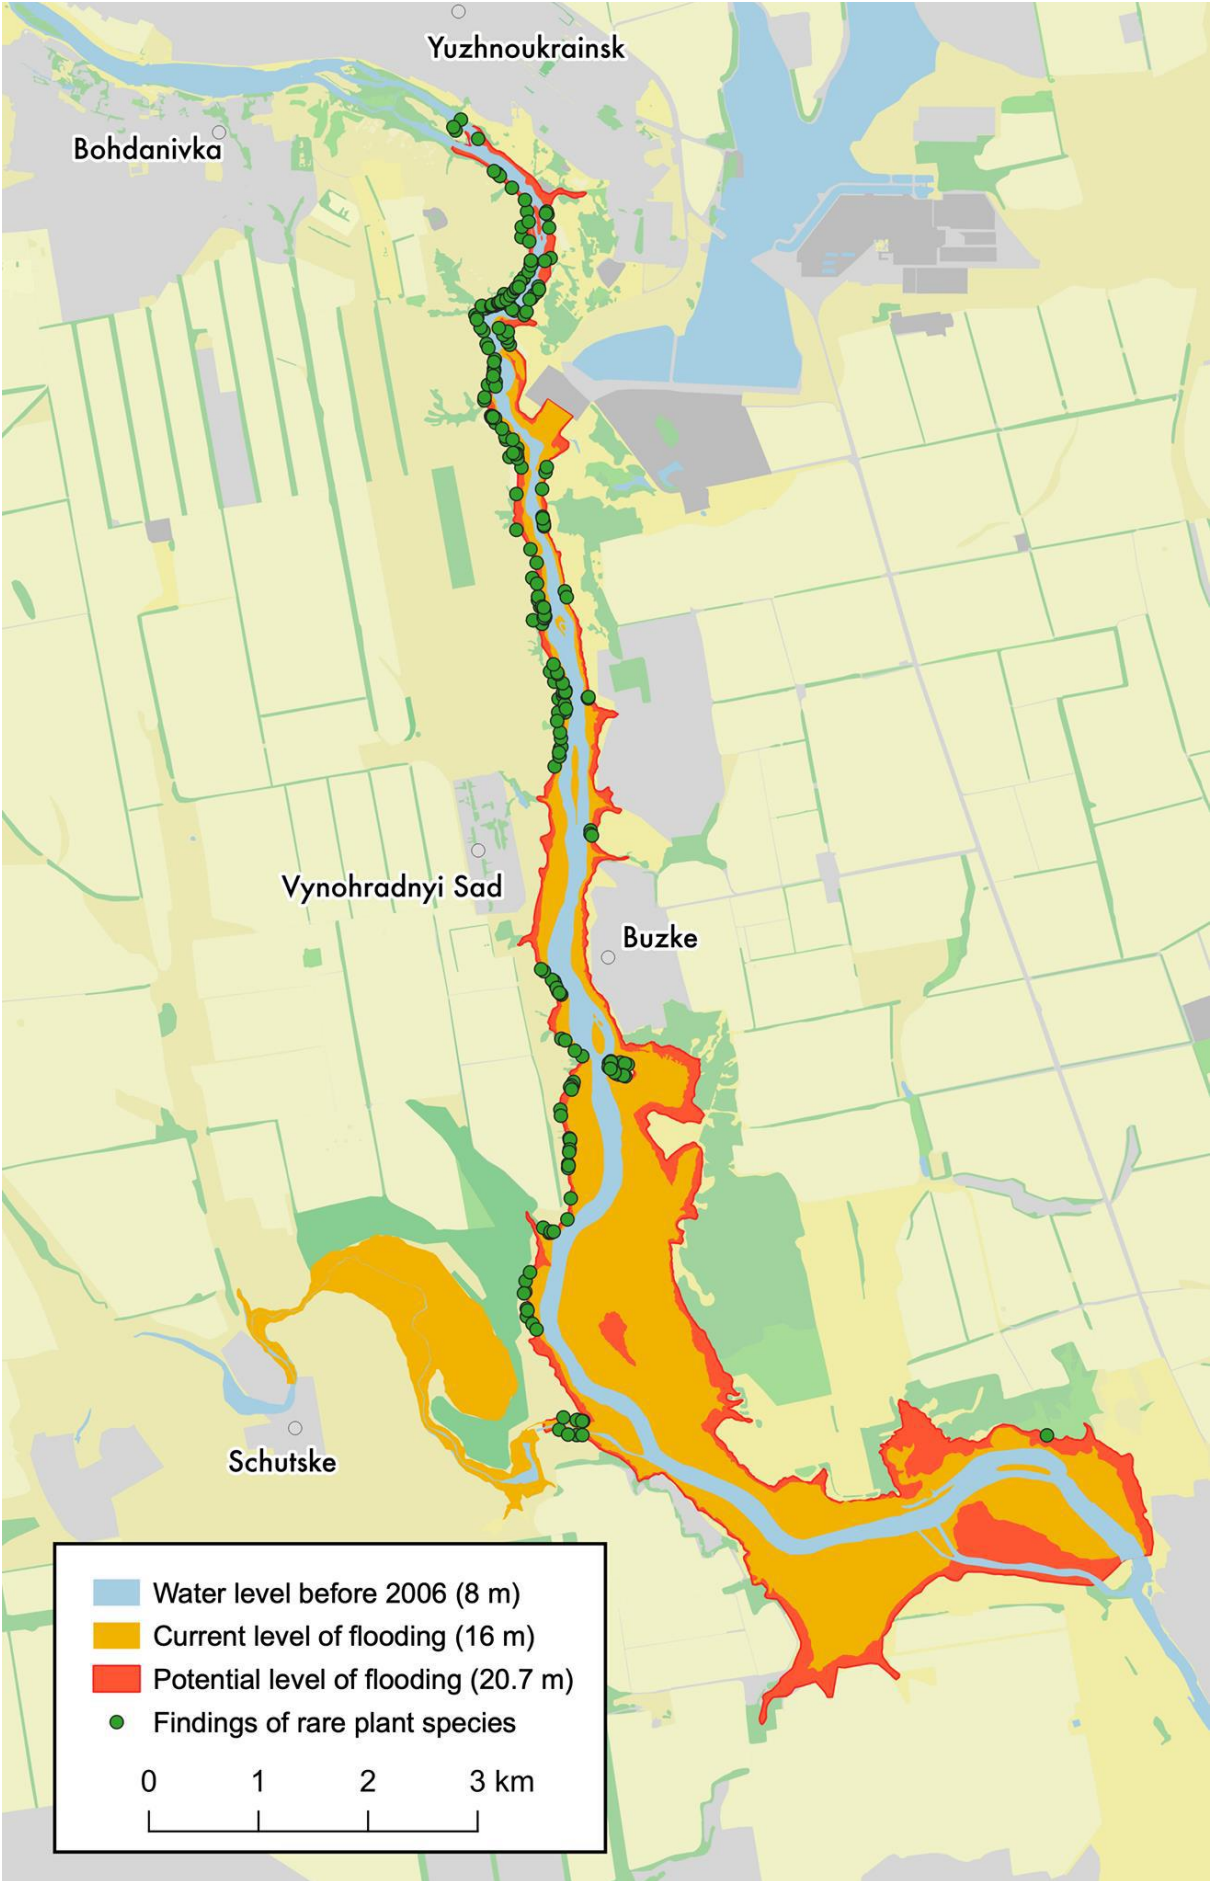 Yuzhnoukrainsk
Bohdanivka
Vynohradnyi Sad
Buzke
Schutske
Water level before 2006 (8 m)
Current level of flooding (16 m)
Potential level of flooding (20.7 m)
Findings of rare plant species
0 1 2 3 km